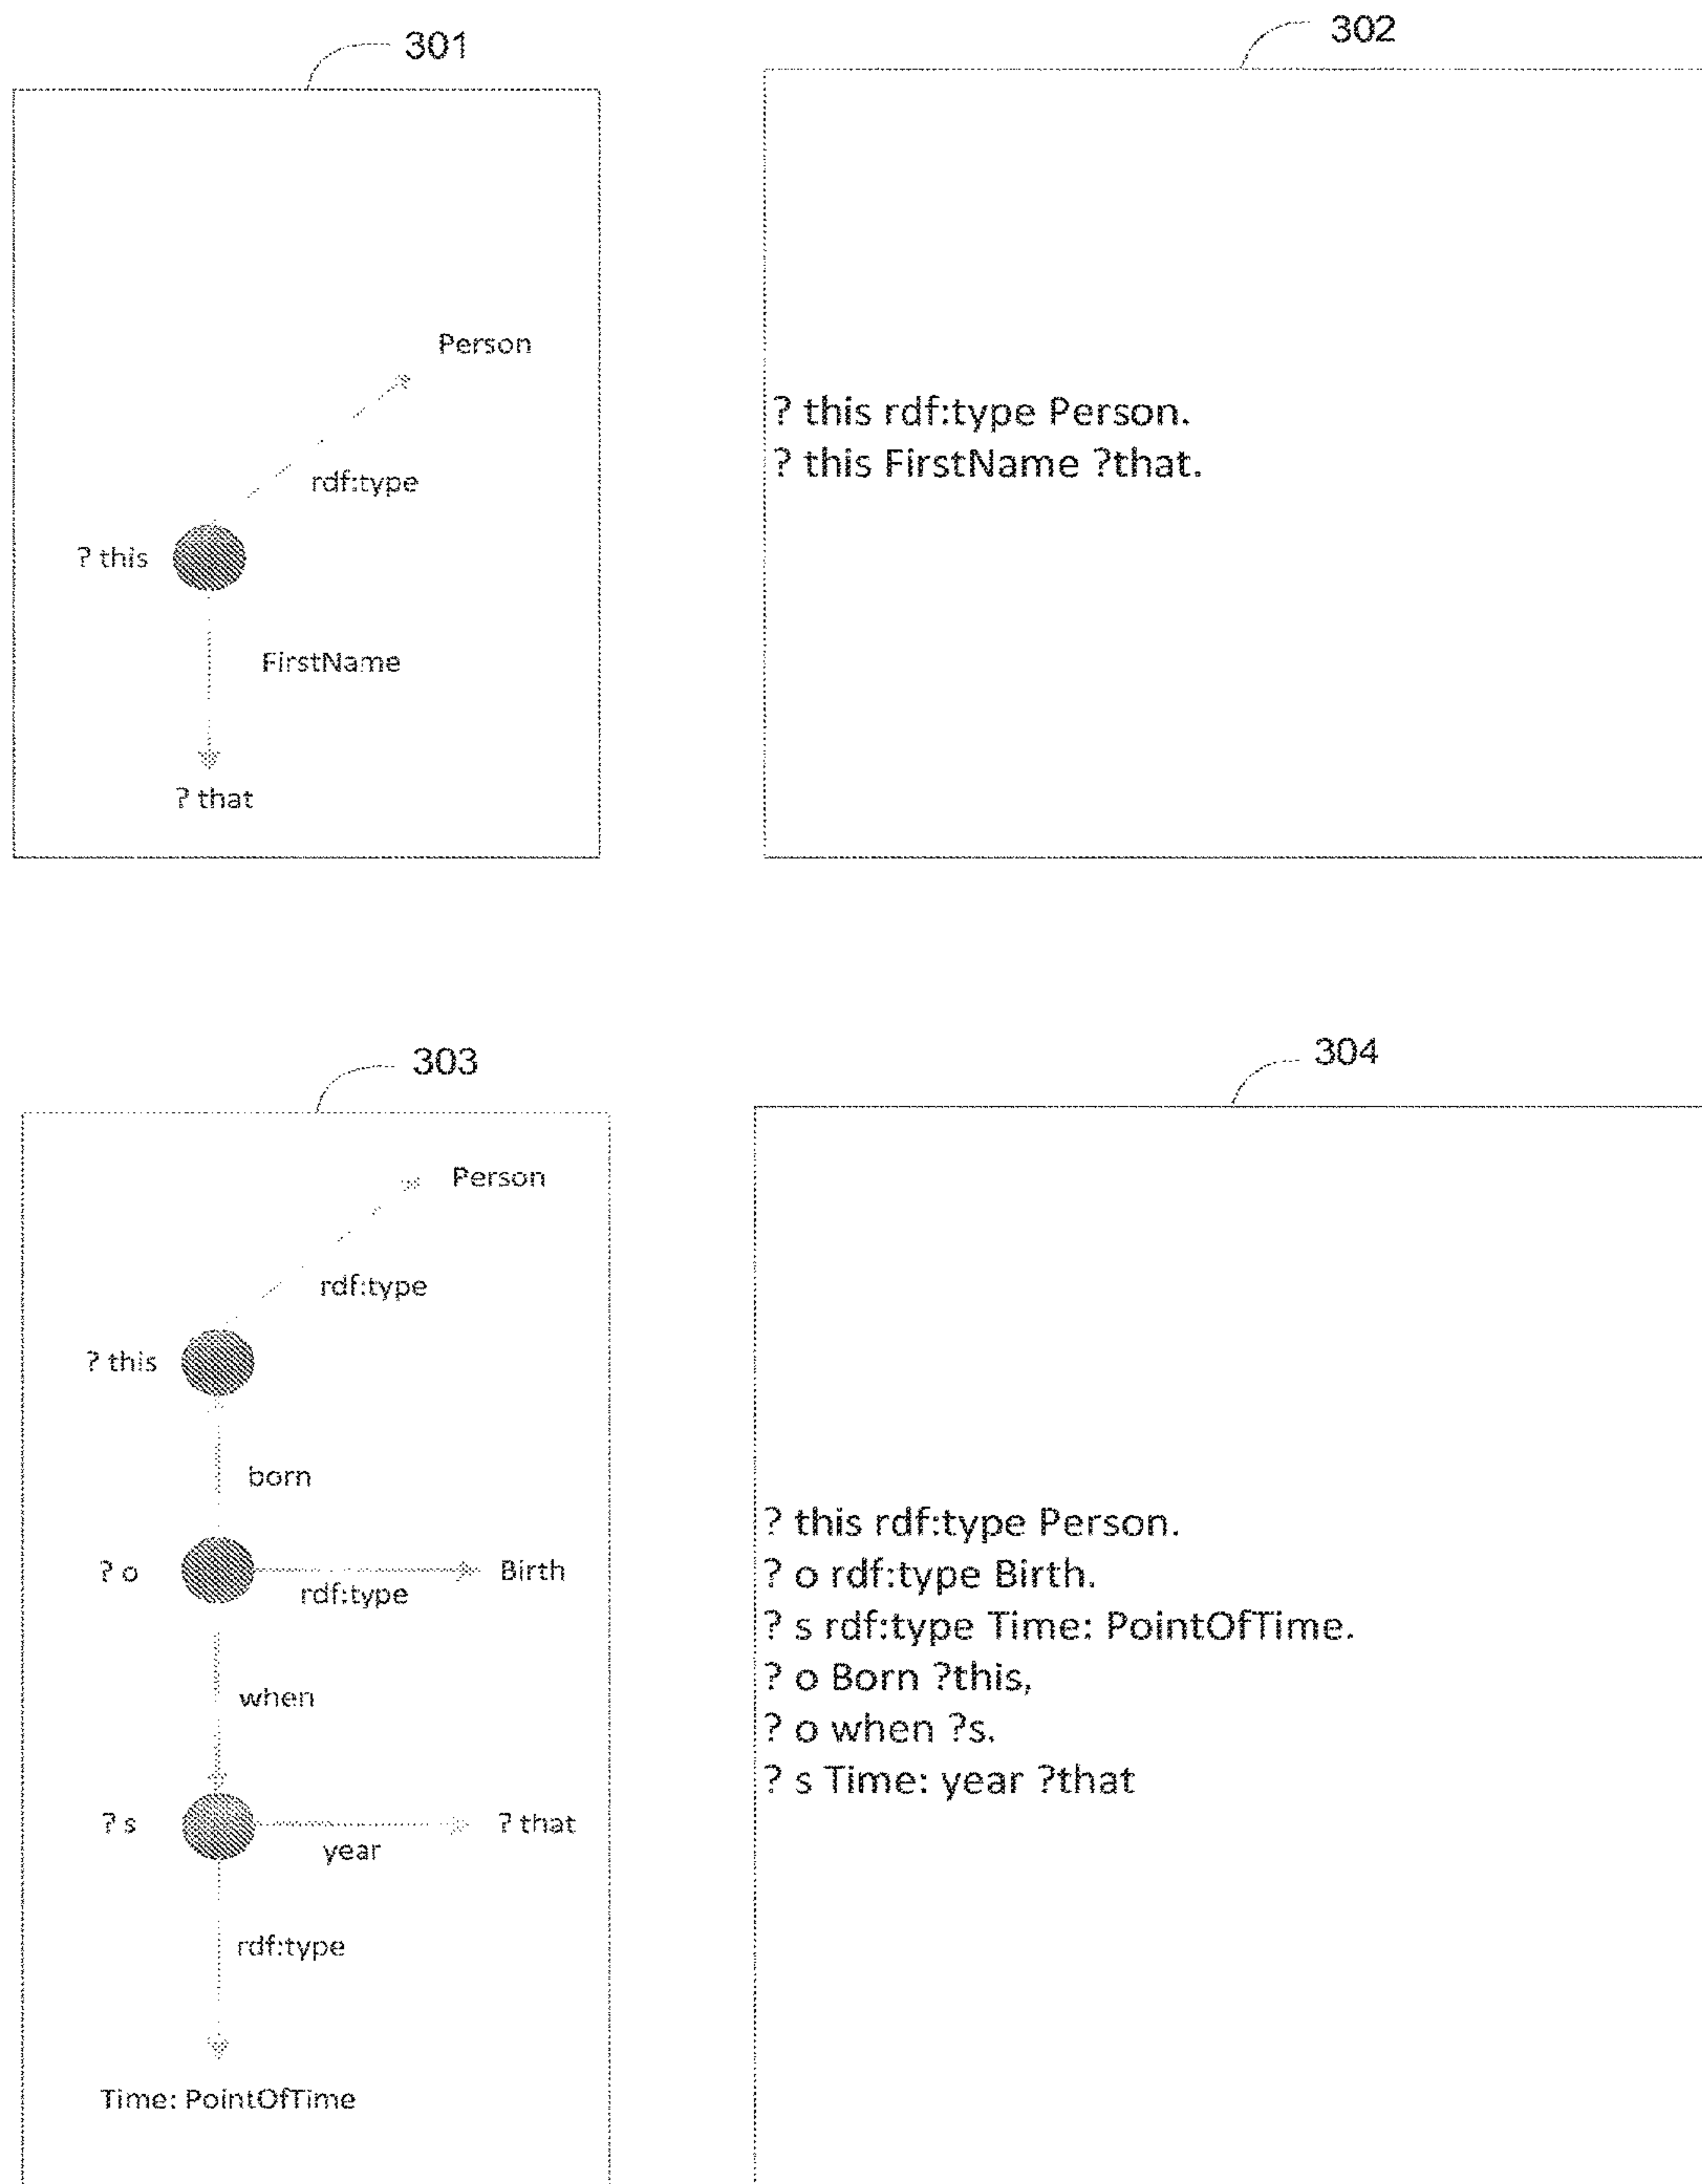 301
Person
rdf:type
? this
FirstName
? that
302
? this rdf:type Person.
? this FirstName ?that.
303
Person
rdf:type
? this
born
? o
Birth
rdf:type
when
? s
? that
year
rdf:type
Time: PointOfTime
304
? this rdf:type Person.
? o rdf:type Birth.
? s rdf:type Time: PointOfTime.
? o Born ?this,
? o when ?s.
? s Time: year ?that